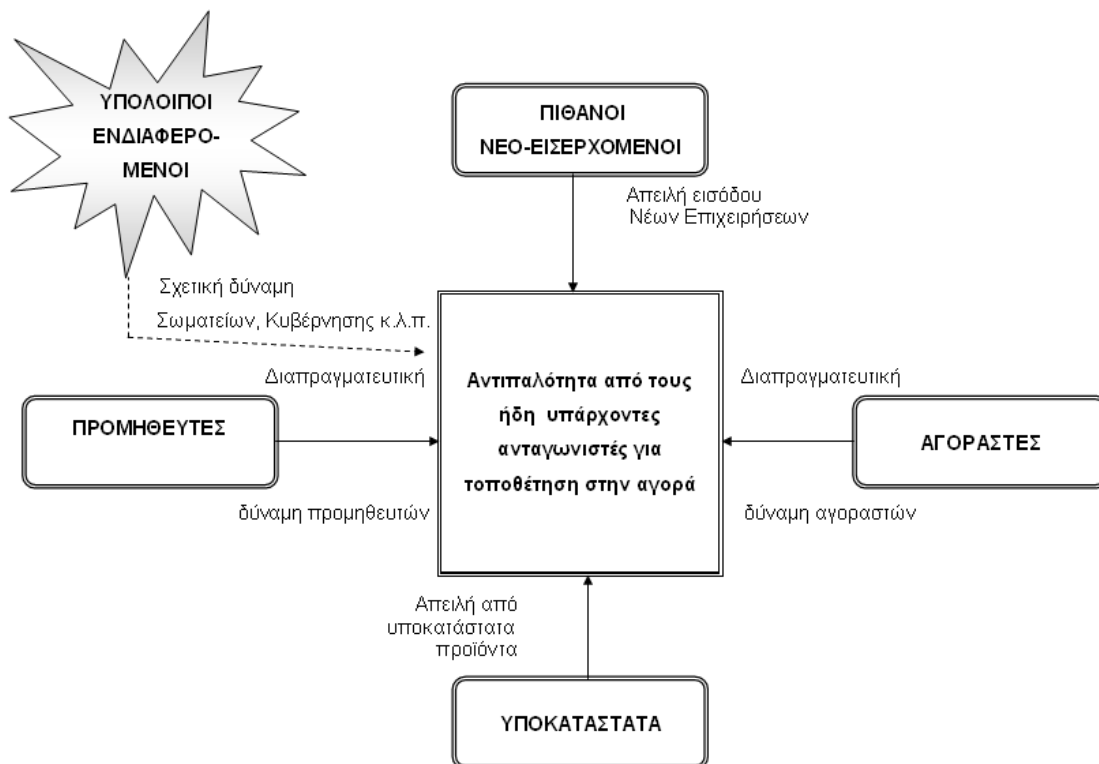 ΥΠΟΛΟΙΠΟΙ
ΕΝΔΙΑΦΕΡΟ-
ΜΕΝΟΙ
ΠΙΘΑΝΟΙ
ΝΕΟ-ΕΙΣΕΡΧΟΜΕΝΟΙ
Απειλή εισόδου
Νέων Επιχειρήσεων
Σχετική δύναμη
Σωματείων, Κυβέρνησης κ.λ.π.
Διαπραγματευτική
ΠΡΟΜΗΘΕΥΤΕΣ
δύναμη προμηθευτών
Αντιπαλότητα από τους
ήδη υπάρχοντες
ανταγωνιστές για
τοποθέτηση στην αγορά
Διαπραγματευτική
ΑΓΟΡΑΣΤΕΣ
δύναμη αγοραστών
Απειλή από
υποκατάστατα
προϊόντα
ΥΠΟΚΑΤΑΣΤΑΤΑ